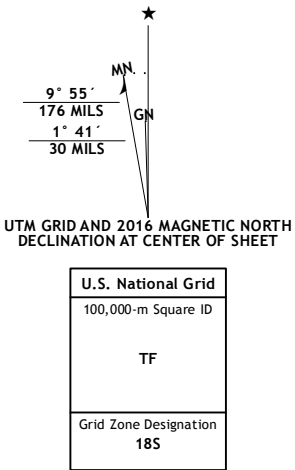 ★
MN
9° 55´
176 MILS
GN
1° 41´
30 MILS
UTM GRID AND 2016 MAGNETIC NORTH
DECLINATION AT CENTER OF SHEET
U.S. National Grid
100,000-m Square ID
TF
Grid Zone Designation
18S